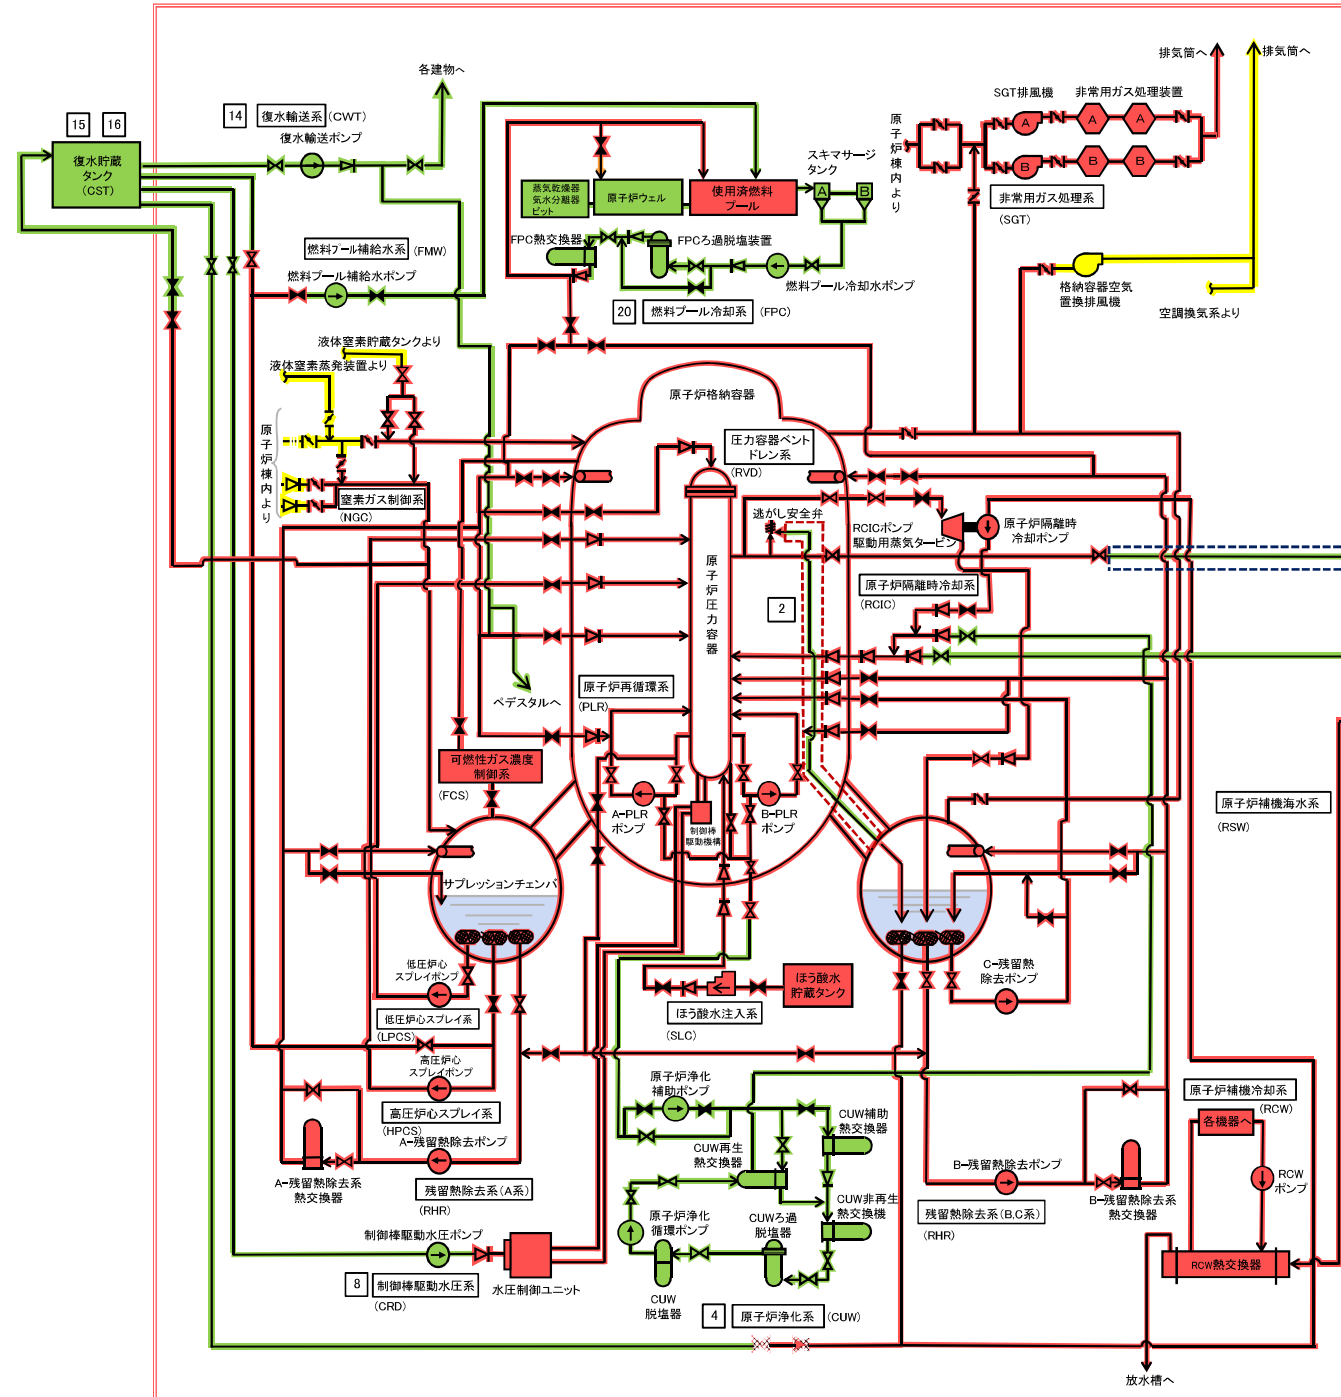 各建物へ
排気筒へ
排気筒へ
SGT排風機
非常用ガス処理装置
15
16
14
復水輸送系
(CWT)
復水輸送ポンプ
原子炉棟内より
A
A
A
復水貯蔵
タンク
(CST)
スキマサージ
タンク
B
B
B
蒸気乾燥器
気水分離器
ピット
原子炉ウェル
使用済燃料
プール
A
B
非常用ガス処理系
(SGT)
FPC熱交換器
FPCろ過脱塩装置
燃料プール補給水系
(FMW)
燃料プール補給水ポンプ
燃料プール冷却水ポンプ
格納容器空気
置換排風機
20
燃料プール冷却系
(FPC)
空調換気系より
液体窒素貯蔵タンクより
液体窒素蒸発装置より
原子炉格納容器
原子炉棟内より
圧力容器ベント
ドレン系
(RVD)
窒素ガス制御系
(NGC)
逃がし安全弁
RCICポンプ
駆動用蒸気タービン
原子炉隔離時
冷却ポンプ
原子炉圧力容器
原子炉隔離時冷却系
(RCIC)
2
原子炉再循環系
(PLR)
ペデスタルへ
可燃性ガス濃度
制御系
(FCS)
A-PLR
ポンプ
制御棒
駆動機構
B-PLR
ポンプ
原子炉補機海水系
(RSW)
サプレッションチェンバ
低圧炉心
スプレイポンプ
C-残留熱
除去ポンプ
ほう酸水
貯蔵タンク
低圧炉心スプレイ系
(LPCS)
ほう酸水注入系
(SLC)
高圧炉心
スプレイポンプ
原子炉浄化
補助ポンプ
原子炉補機冷却系
(RCW)
高圧炉心スプレイ系
(HPCS)
CUW補助
熱交換器
各機器へ
A-残留熱除去ポンプ
CUW再生
熱交換器
B-残留熱除去ポンプ
RCW
ポンプ
A-残留熱除去系
熱交換器
残留熱除去系(A系)
(RHR)
CUW非再生
熱交換機
B-残留熱除去系
熱交換器
原子炉浄化
循環ポンプ
CUWろ過
脱塩器
残留熱除去系(B,C系)
(RHR)
制御棒駆動水圧ポンプ
RCW熱交換器
8
制御棒駆動水圧系
(CRD)
水圧制御ユニット
CUW
脱塩器
4
原子炉浄化系
(CUW)
放水槽へ